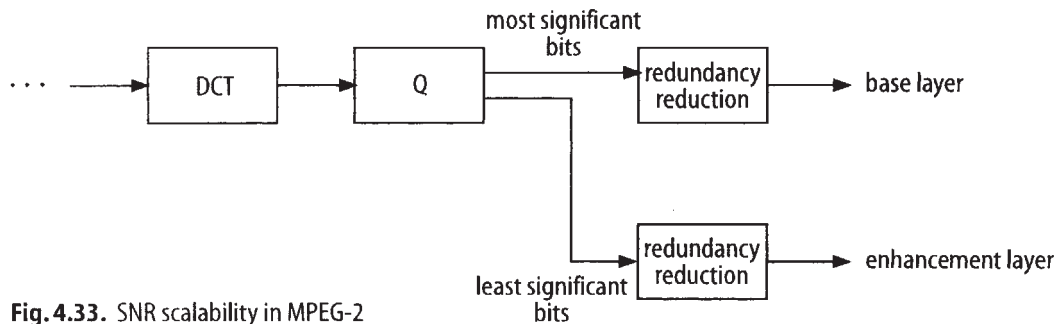 most significant
bits
. . .
DCT
Q
redundancy
reduction
base layer
redundancy
reduction
enhancement layer
least significant
bits
Fig. 4.33. SNR scalability in MPEG-2